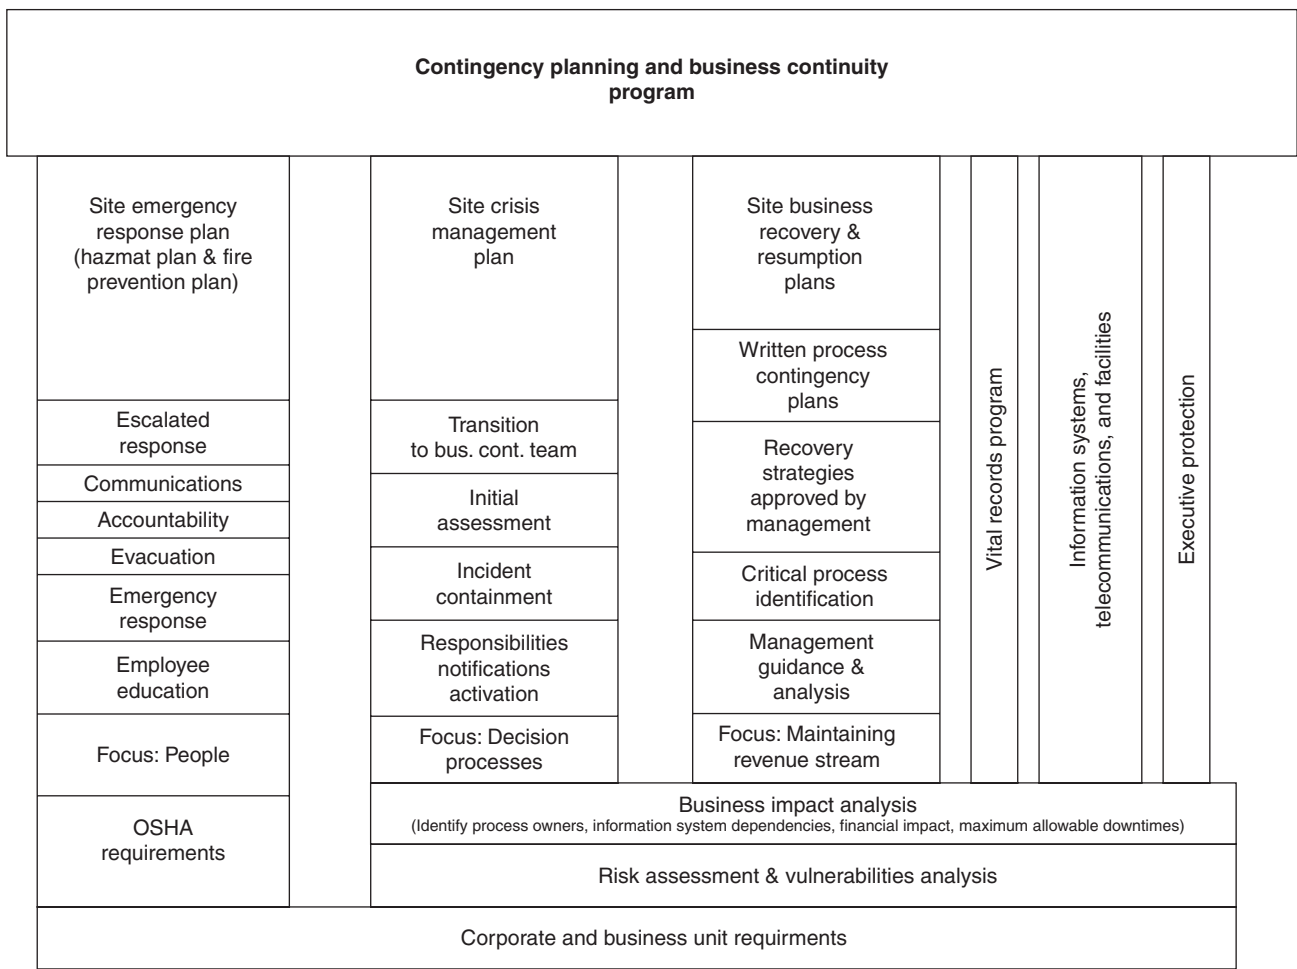 Contingency planning and business continuity
program
Site emergency
response plan
(hazmat plan & fire
prevention plan)
Escalated
response
Communications
Accountability
Evacuation
Emergency
response
Employee
education
Focus: People
OSHA
requirements
Site crisis
management
plan
Transition
to bus. cont. team
Initial
assessment
Incident
containment
Responsibilities
notifications
activation
Focus: Decision
processes
Site business
recovery &
resumption
plans
Written process
contingency
plans
Recovery
strategies
approved by
management
Critical process
identification
Management
guidance &
analysis
Focus: Maintaining
revenue stream
Vital records program
Information systems,
telecommunications, and facilities
Executive protection
Business impact analysis
(Identify process owners, information system dependencies, financial impact, maximum allowable downtimes)
Risk assessment & vulnerabilities analysis
Corporate and business unit requirments